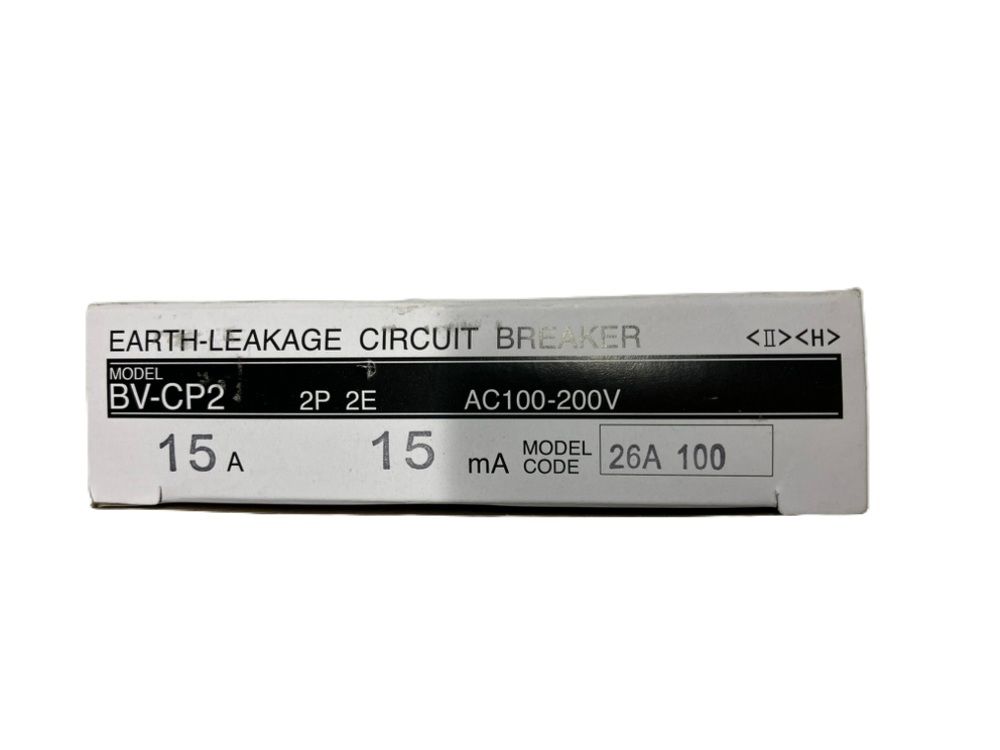 EARTH-LEAKAGE CIRCUIT BREAKER <II><H>
MODEL
BV-CP2 2P 2E AC100-200V
15 A 15 mA MODEL CODE 26A 100